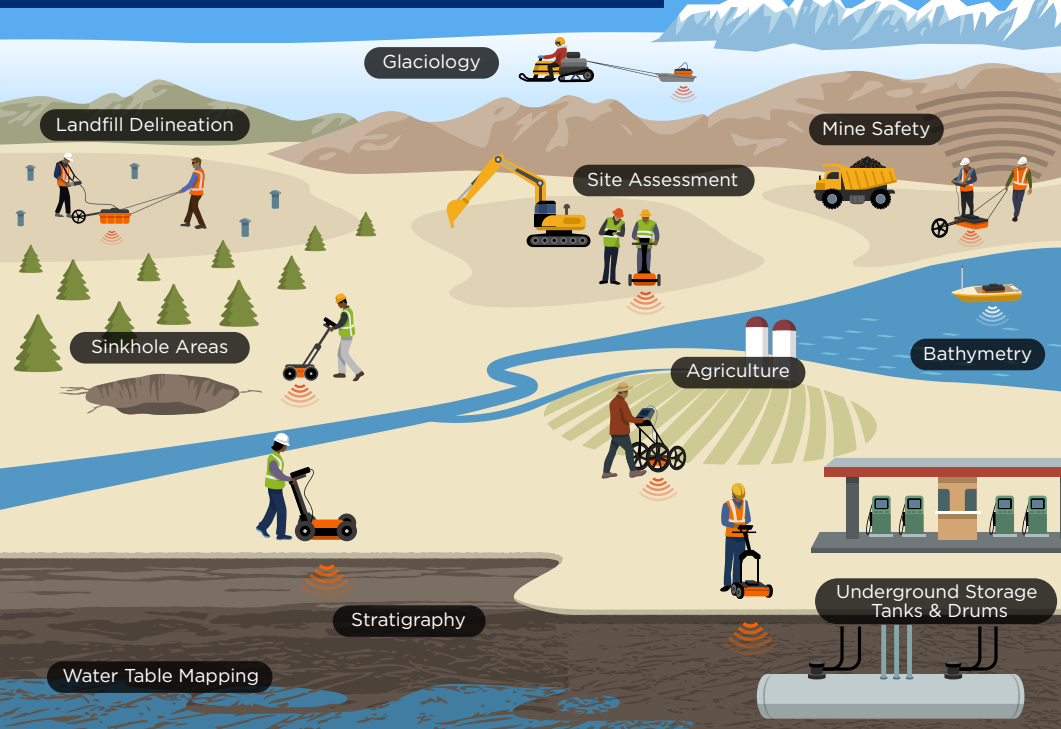 Glaciology
Landfill Delineation
Mine Safety
Site Assessment
Sinkhole Areas
Bathymetry
Agriculture
Underground Storage
Tanks & Drums
Stratigraphy
Water Table Mapping